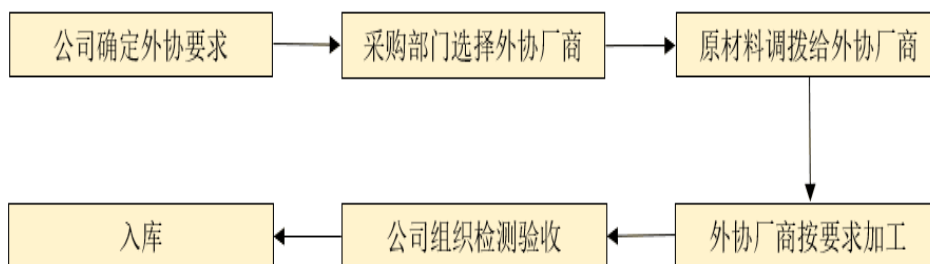 公司确定外协要求
采购部门选择外协厂商
原材料调拨给外协厂商
外协厂商按要求加工
公司组织检测验收
入库